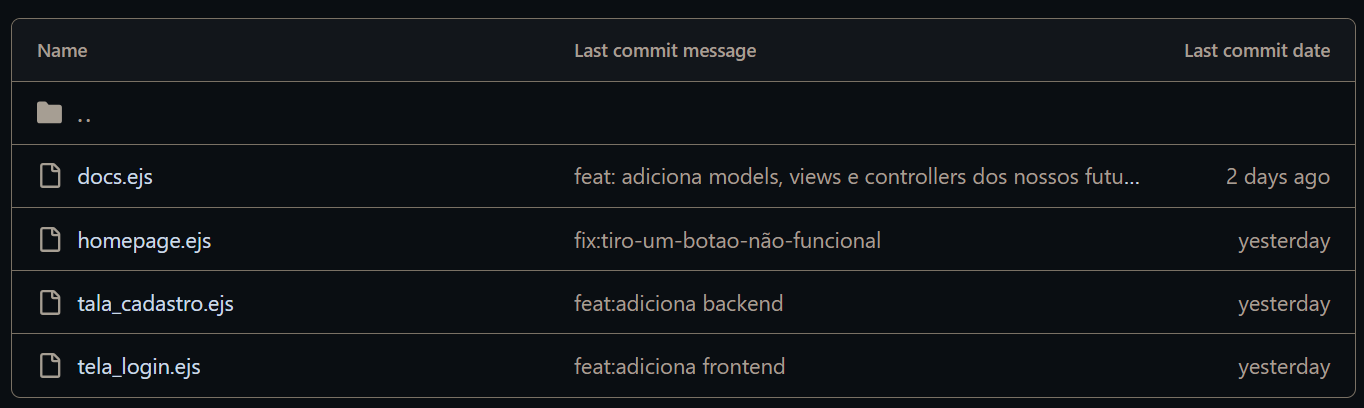 Name Last commit message Last commit date
..
docs.ejs feat: adiciona models, views e controllers dos nossos futu... 2 days ago
homepage.ejs fix:tiro-um-botao-não-funcional yesterday
tala_cadastro.ejs feat:adiciona backend yesterday
tela_login.ejs feat:adiciona frontend yesterday